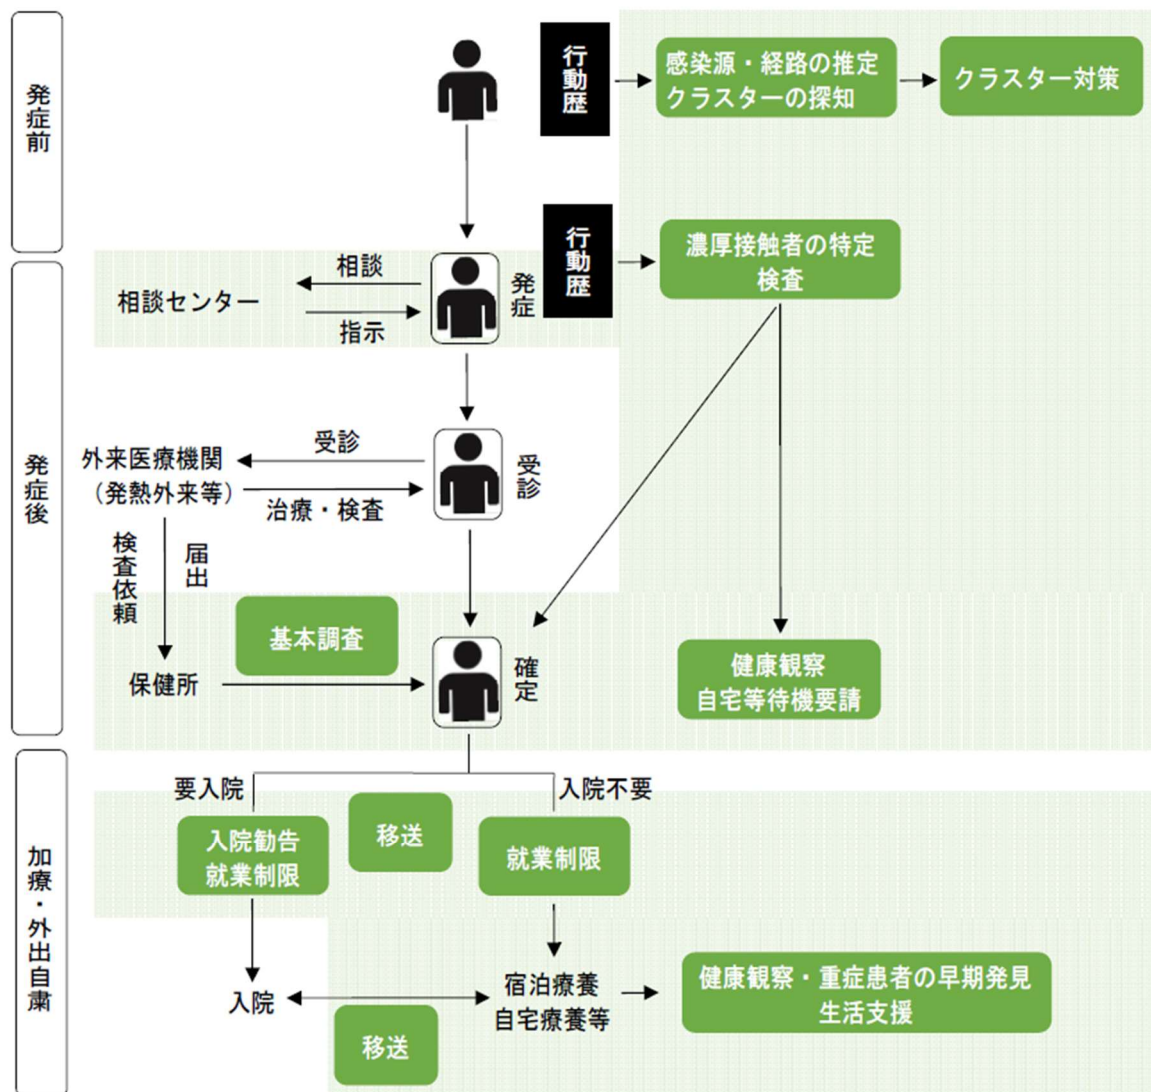 発症前
行動歴
感染源・経路の推定
クラスターの探知
クラスター対策
行動歴
濃厚接触者の特定
検査
発症後
相談センター
相談
指示
発症
外来医療機関
（発熱外来等）
受診
治療・検査
受診
検査依頼
届出
保健所
基本調査
確定
健康観察
自宅等待機要請
加療・外出自粛
要入院
入院不要
入院勧告
就業制限
移送
就業制限
入院
移送
宿泊療養
自宅療養等
健康観察・重症患者の早期発見
生活支援